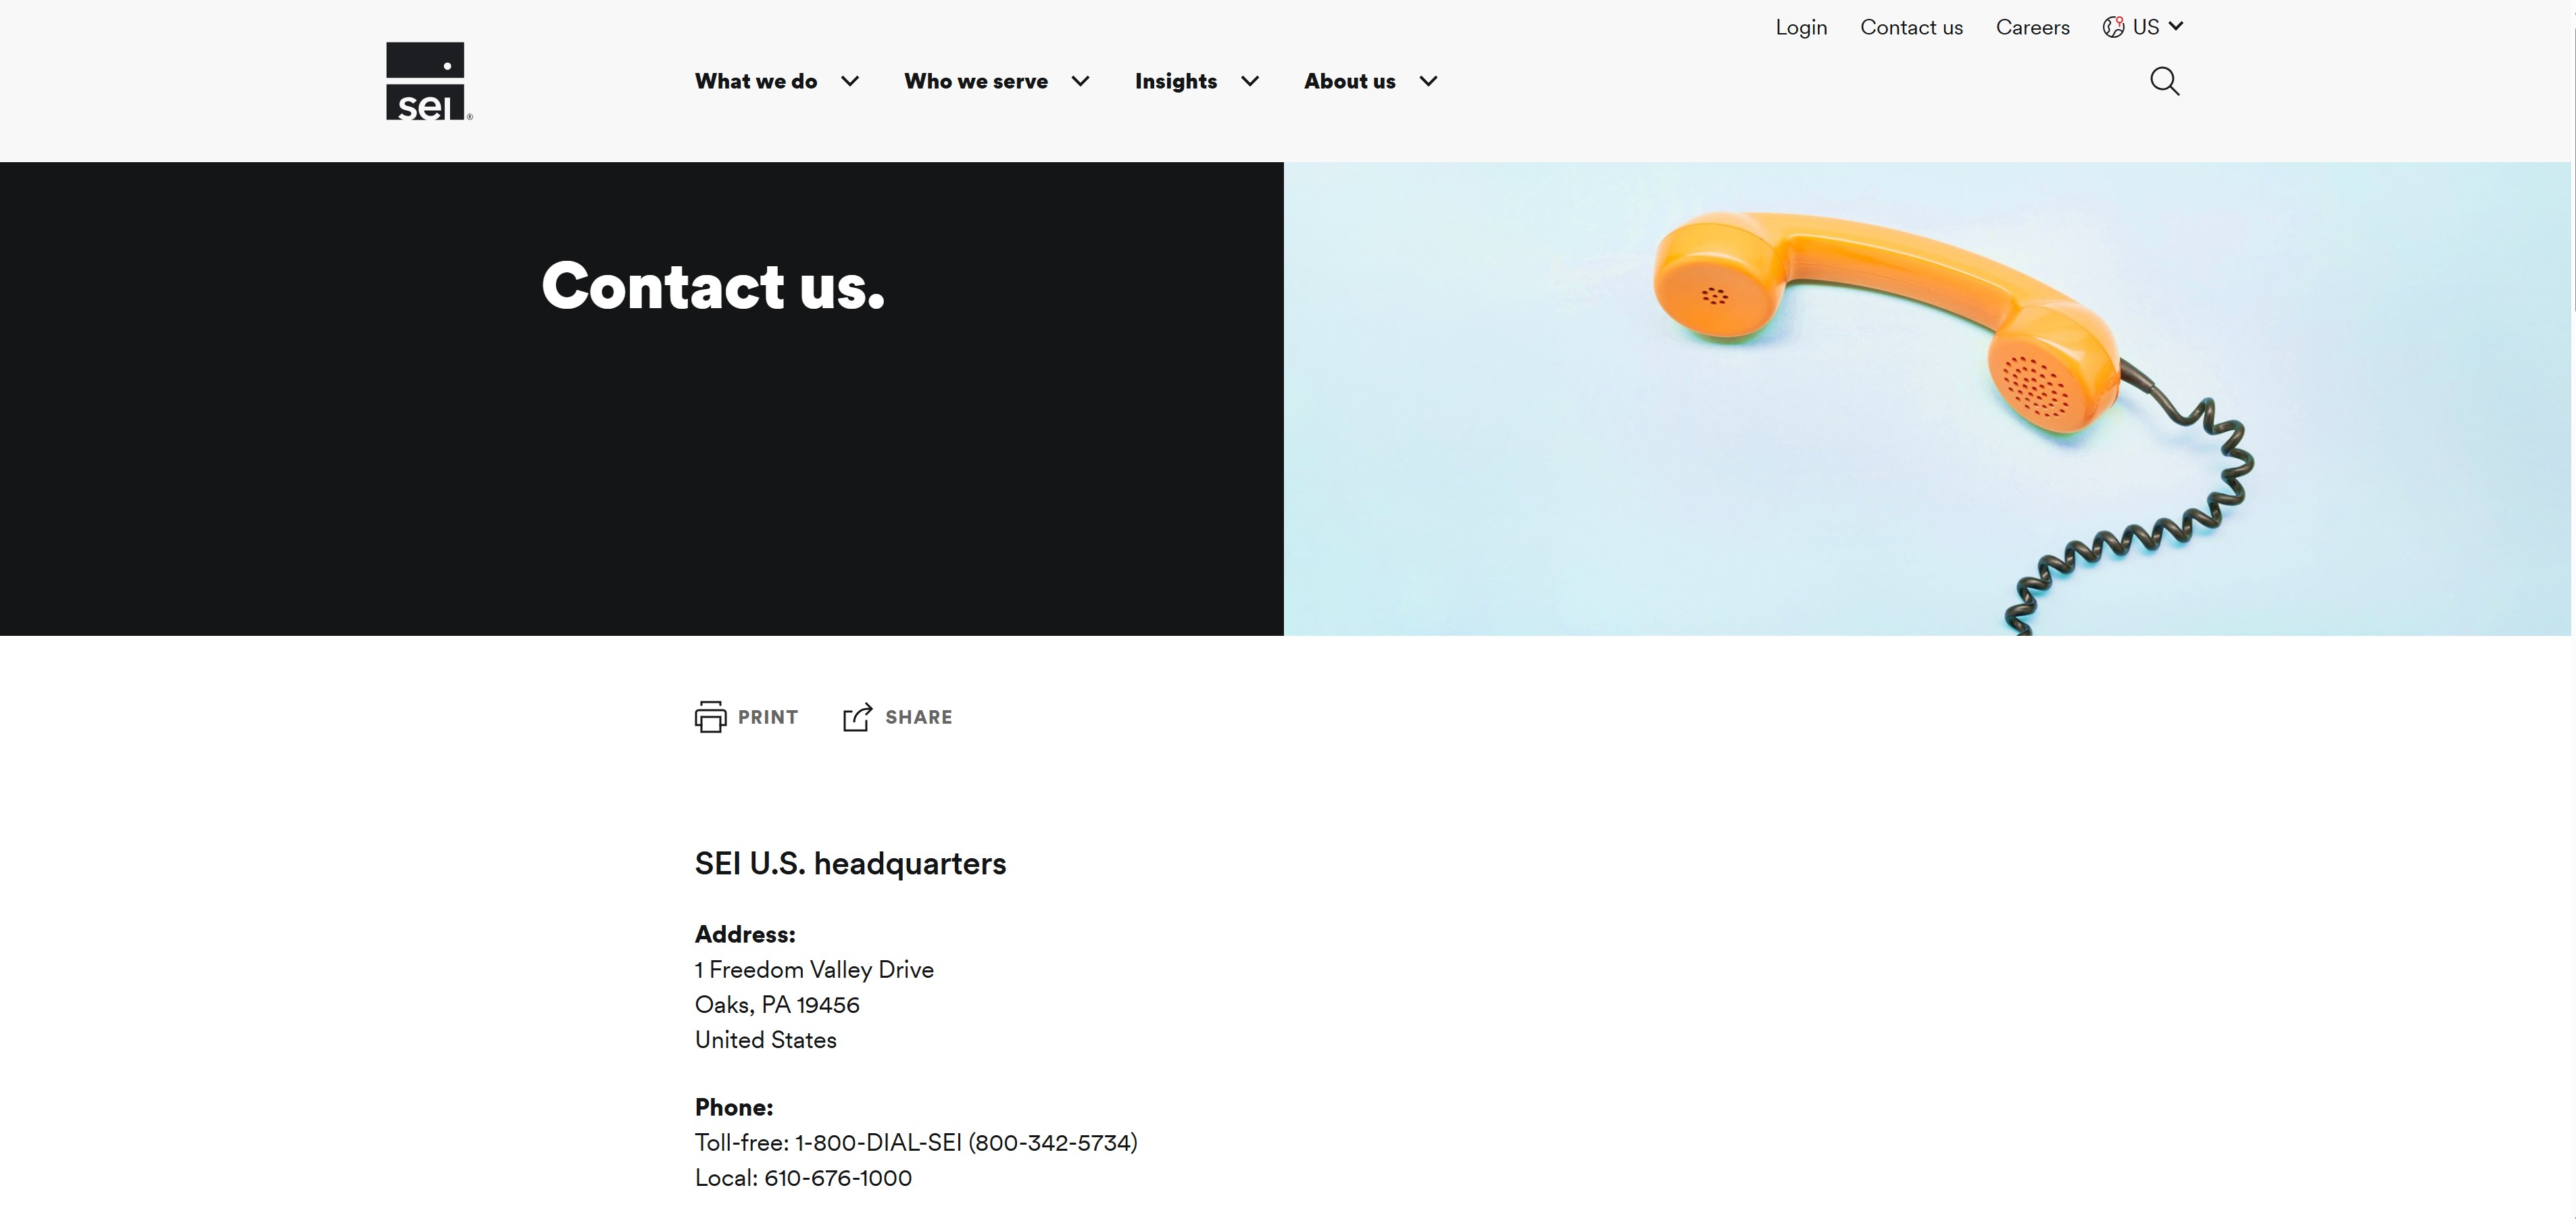 Login Contact us Careers US
sei®
What we do Who we serve Insights About us
Contact us.
PRINT SHARE
SEI U.S. headquarters
Address:
1 Freedom Valley Drive
Oaks, PA 19456
United States
Phone:
Toll-free: 1-800-DIAL-SEI (800-342-5734)
Local: 610-676-1000